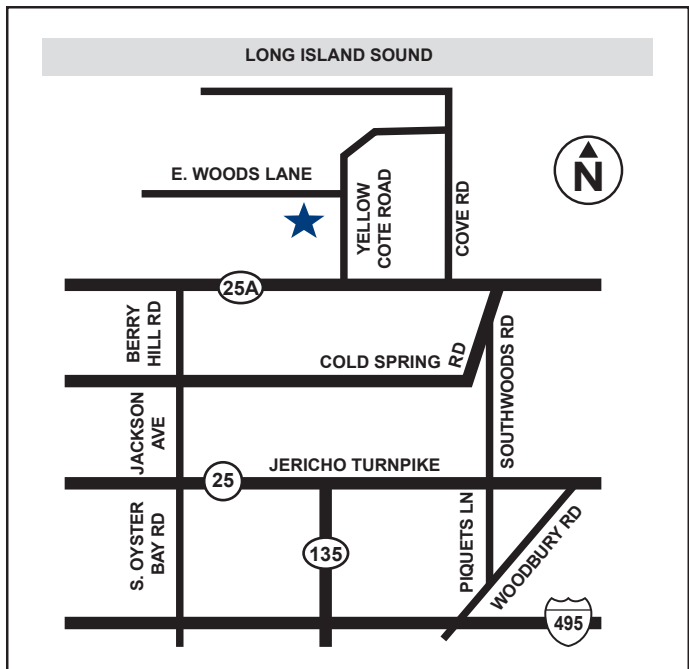 LONG ISLAND SOUND
E. WOODS LANE
N
YELLOW
COTE ROAD
COVE RD
25A
BERRY
HILL RD
COLD SPRING RD
SOUTHWOODS RD
JACKSON
AVE
JERICHO TURNPIKE
25
S. OYSTER
BAY RD
135
PIQUETS LN
WOODBURY RD
495